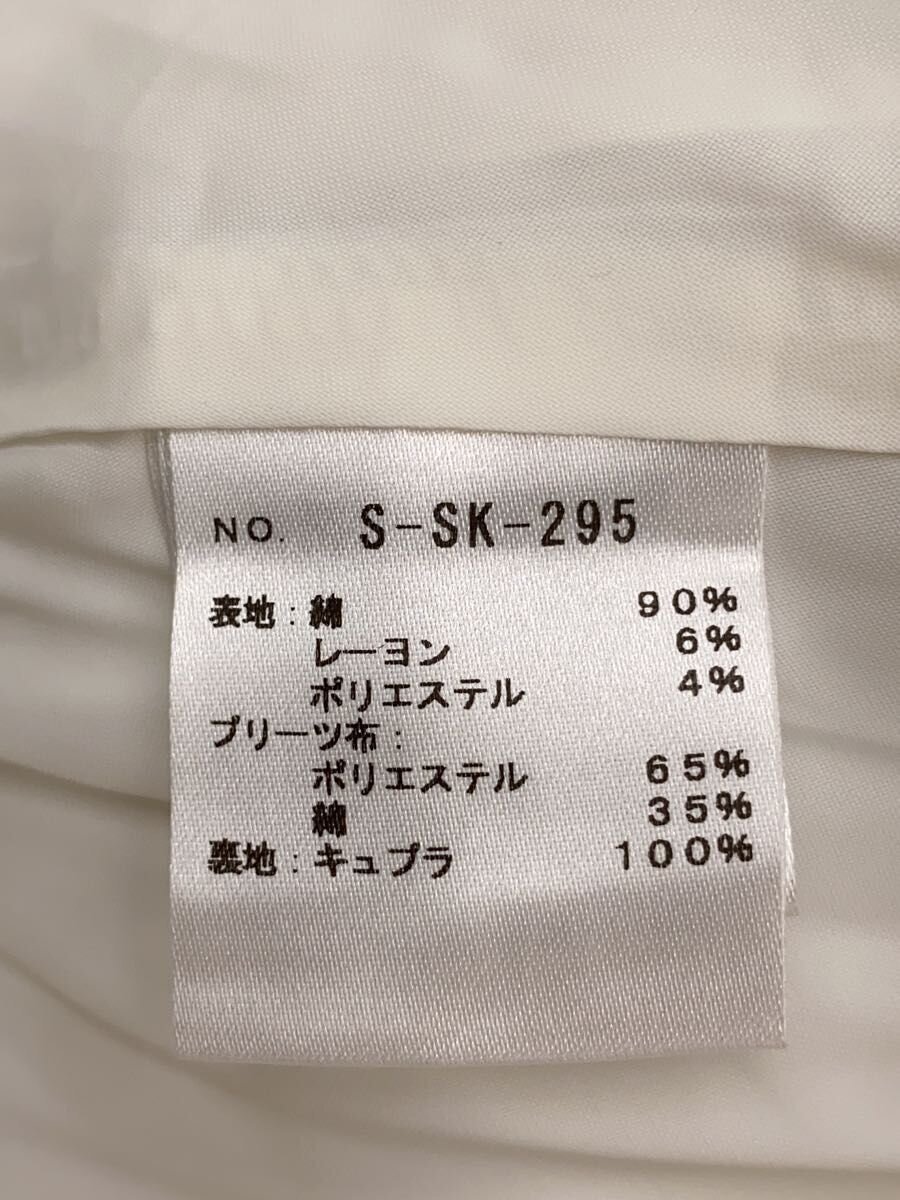 NO. S-SK-295
表地:綿 90%
レーヨン 6%
ポリエステル 4%
プリーツ布:
ポリエステル 65%
綿 35%
裏地:キュプラ 100%